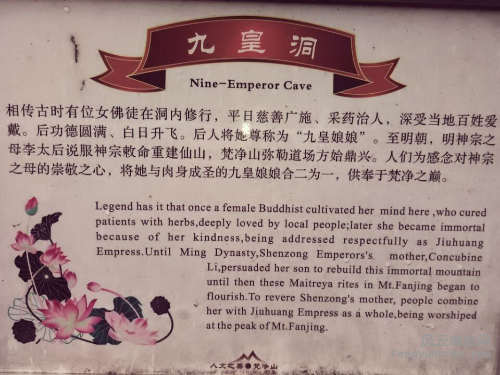 九皇洞
Nine-Emperor Cave
相传古时有位女佛徒在洞内修行，平日慈善广施、采药治人，深受当地百姓爱
戴。后功德圆满、白日升飞。后人将她尊称为“九皇娘娘”。至明朝，明神宗之
母李太后说服神宗敕命重建仙山，梵净山弥勒道场方始鼎兴。人们为感念对神宗
之母的崇敬之心，将她与肉身成圣的九皇娘娘合二为一，供奉于梵净之巅。
Legend has it that once a female Buddhist cultivated her mind here ,who cured
patients with herbs,deeply loved by local people;later she became immortal
because of her kindness,being addressed respectfully as Jiuhuang
Empress.Until Ming Dynasty,Shenzong Emperors's mother,Concubine
Li,persuaded her son to rebuild this immortal mountain
until then these Maitreya rites in Mt.Fanjing began to
flourish.To revere Shenzong's mother, people combine
her with Jiuhuang Empress as a whole,being worshiped
at the peak of Mt.Fanjing.
人文之尊 梵净山